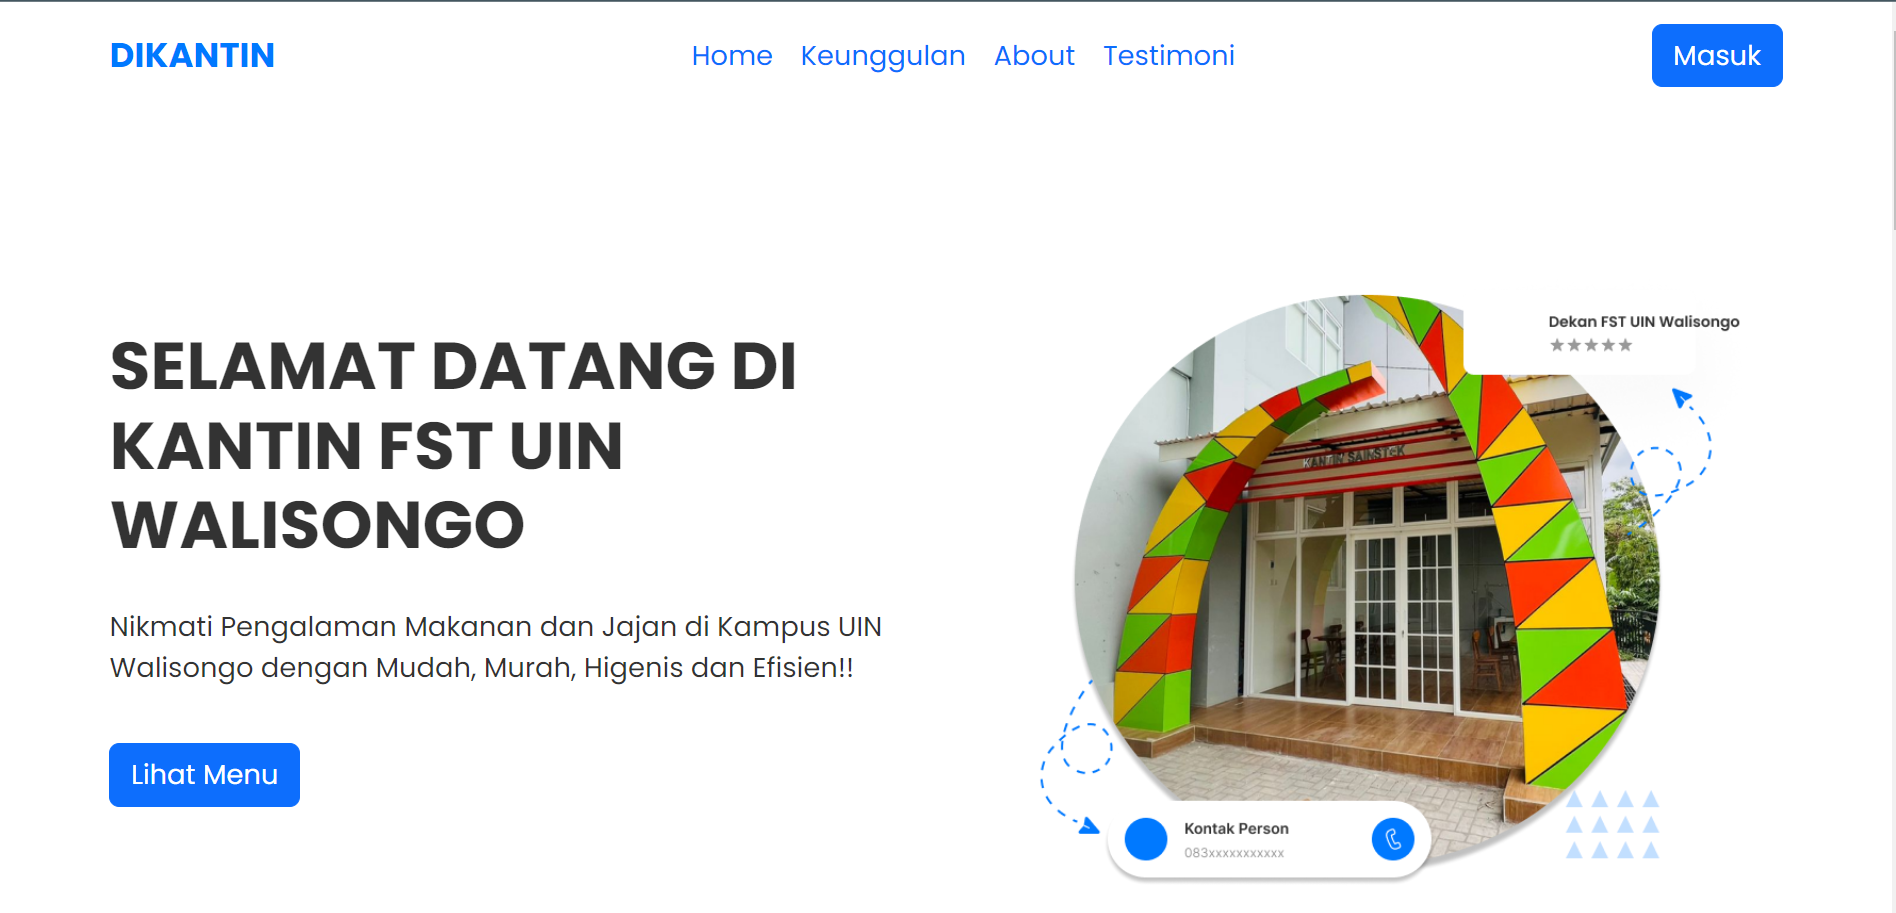 DIKANTIN
Home Keunggulan About Testimoni
Masuk
SELAMAT DATANG DI
KANTIN FST UIN
WALISONGO
Nikmati Pengalaman Makanan dan Jajan di Kampus UIN
Walisongo dengan Mudah, Murah, Higenis dan Efisien!!
Lihat Menu
Dekan FST UIN Walisongo
KANTIN SAINSTEK
Kontak Person
083xxxxxxxxxxx